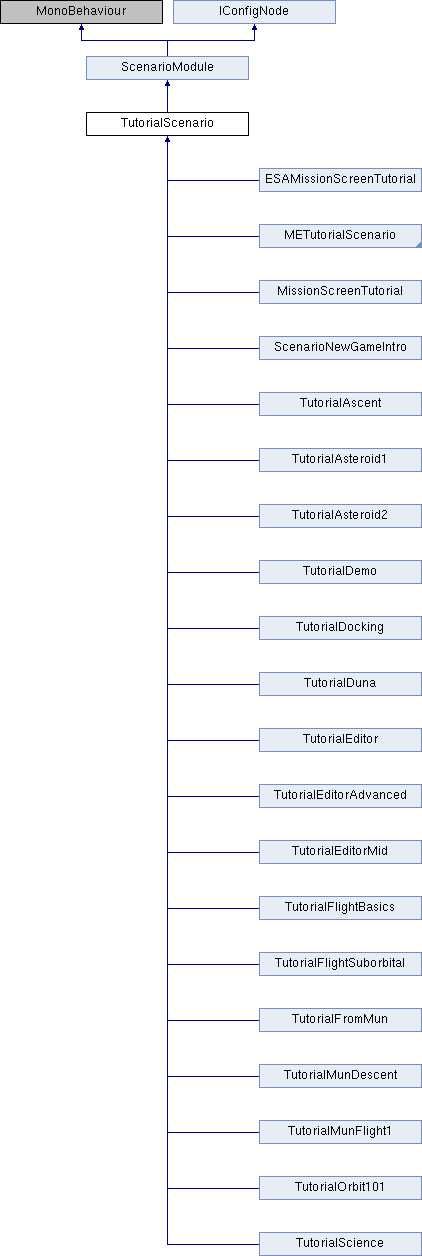 MonoBehaviour
IConfigNode
ScenarioModule
TutorialScenario
ESAMissionScreenTutorial
METutorialScenario
MissionScreenTutorial
ScenarioNewGameIntro
TutorialAscent
TutorialAsteroid1
TutorialAsteroid2
TutorialDemo
TutorialDocking
TutorialDuna
TutorialEditor
TutorialEditorAdvanced
TutorialEditorMid
TutorialFlightBasics
TutorialFlightSuborbital
TutorialFromMun
TutorialMunDescent
TutorialMunFlight1
TutorialOrbit101
TutorialScience